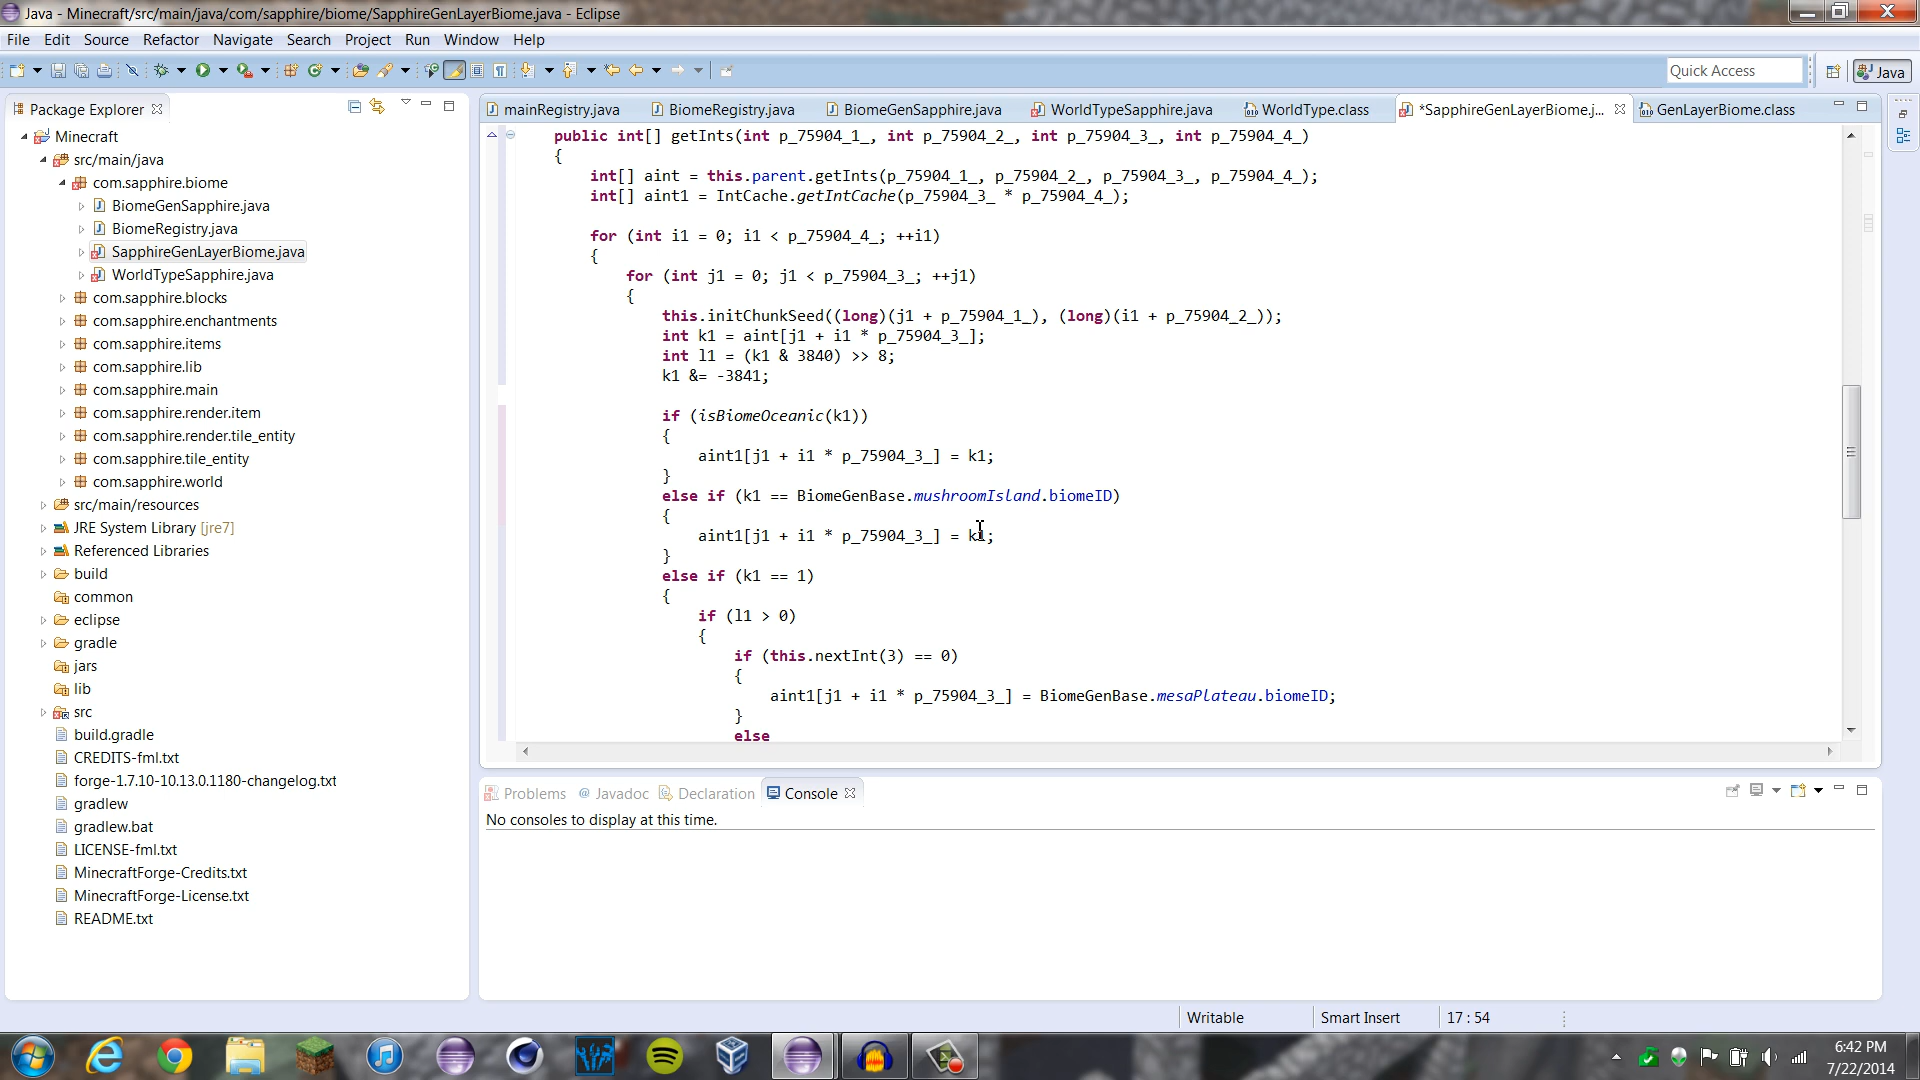 Java - Minecraft/src/main/java/com/sapphire/biome/SapphireGenLayerBiome.java - Eclipse
File Edit Source Refactor Navigate Search Project Run Window Help
Quick Access
Java
Package Explorer
Minecraft
src/main/java
com.sapphire.biome
BiomeGenSapphire.java
BiomeRegistry.java
SapphireGenLayerBiome.java
WorldTypeSapphire.java
com.sapphire.blocks
com.sapphire.enchantments
com.sapphire.items
com.sapphire.lib
com.sapphire.main
com.sapphire.render.item
com.sapphire.render.tile_entity
com.sapphire.tile_entity
com.sapphire.world
src/main/resources
JRE System Library [jre7]
Referenced Libraries
build
common
eclipse
gradle
jars
lib
src
build.gradle
CREDITS-fml.txt
forge-1.7.10-10.13.0.1180-changelog.txt
gradlew
gradlew.bat
LICENSE-fml.txt
MinecraftForge-Credits.txt
MinecraftForge-License.txt
README.txt
mainRegistry.java BiomeRegistry.java BiomeGenSapphire.java WorldTypeSapphire.java WorldType.class *SapphireGenLayerBiome.j... GenLayerBiome.class
public int[] getInts(int p_75904_1_, int p_75904_2_, int p_75904_3_, int p_75904_4_)
{
int[] aint = this.parent.getInts(p_75904_1_, p_75904_2_, p_75904_3_, p_75904_4_);
int[] aint1 = IntCache.getIntCache(p_75904_3_ * p_75904_4_);
for (int i1 = 0; i1 < p_75904_4_; ++i1)
{
for (int j1 = 0; j1 < p_75904_3_; ++j1)
{
this.initChunkSeed((long)(j1 + p_75904_1_), (long)(i1 + p_75904_2_));
int k1 = aint[j1 + i1 * p_75904_3_];
int l1 = (k1 & 3840) >> 8;
k1 &= -3841;
if (isBiomeOceanic(k1))
{
aint1[j1 + i1 * p_75904_3_] = k1;
}
else if (k1 == BiomeGenBase.mushroomIsland.biomeID)
{
aint1[j1 + i1 * p_75904_3_] = k1;
}
else if (k1 == 1)
{
if (l1 > 0)
{
if (this.nextInt(3) == 0)
{
aint1[j1 + i1 * p_75904_3_] = BiomeGenBase.mesaPlateau.biomeID;
}
else
Problems @ Javadoc Declaration Console
No consoles to display at this time.
Writable Smart Insert 17 : 54
6:42 PM
7/22/2014